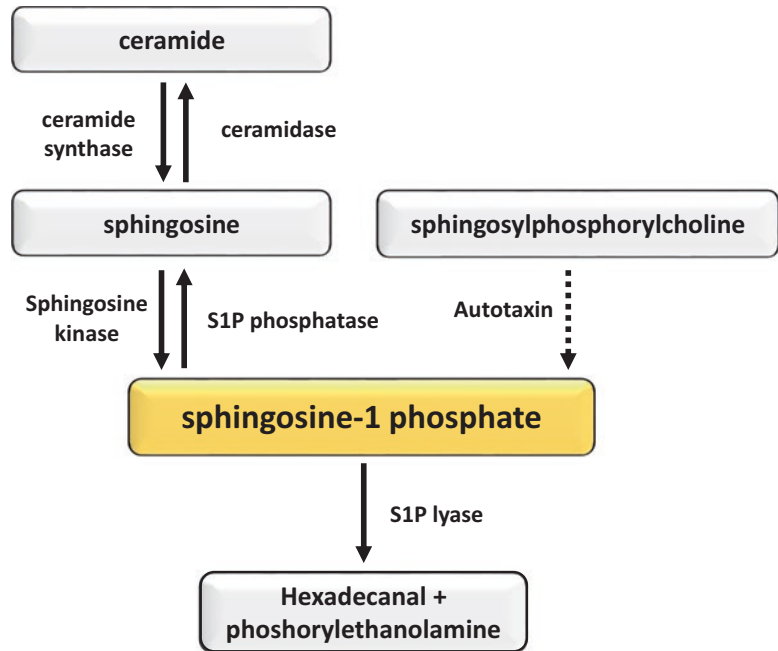 ceramide
ceramide
synthase
ceramidase
sphingosine
sphingosylphosphorylcholine
Sphingosine
kinase
S1P phosphatase
Autotaxin
sphingosine-1 phosphate
S1P lyase
Hexadecanal +
phoshorylethanolamine